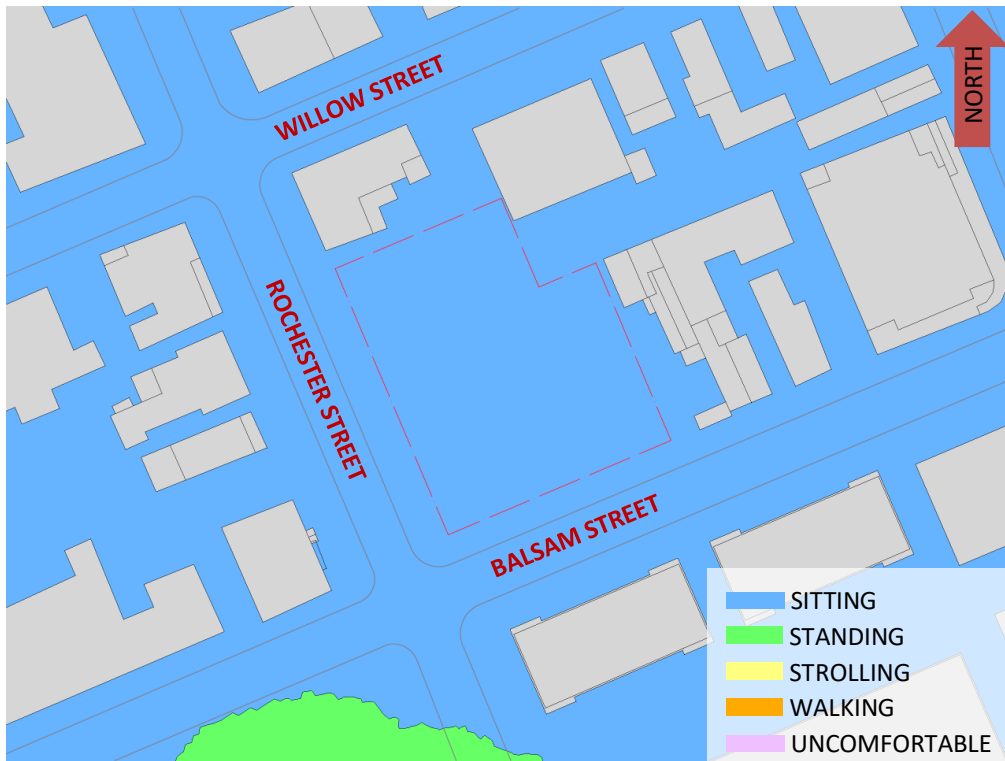 WILLOW STREET
NORTH
ROCHESTER STREET
BALSAM STREET
SITTING
STANDING
STROLLING
WALKING
UNCOMFORTABLE